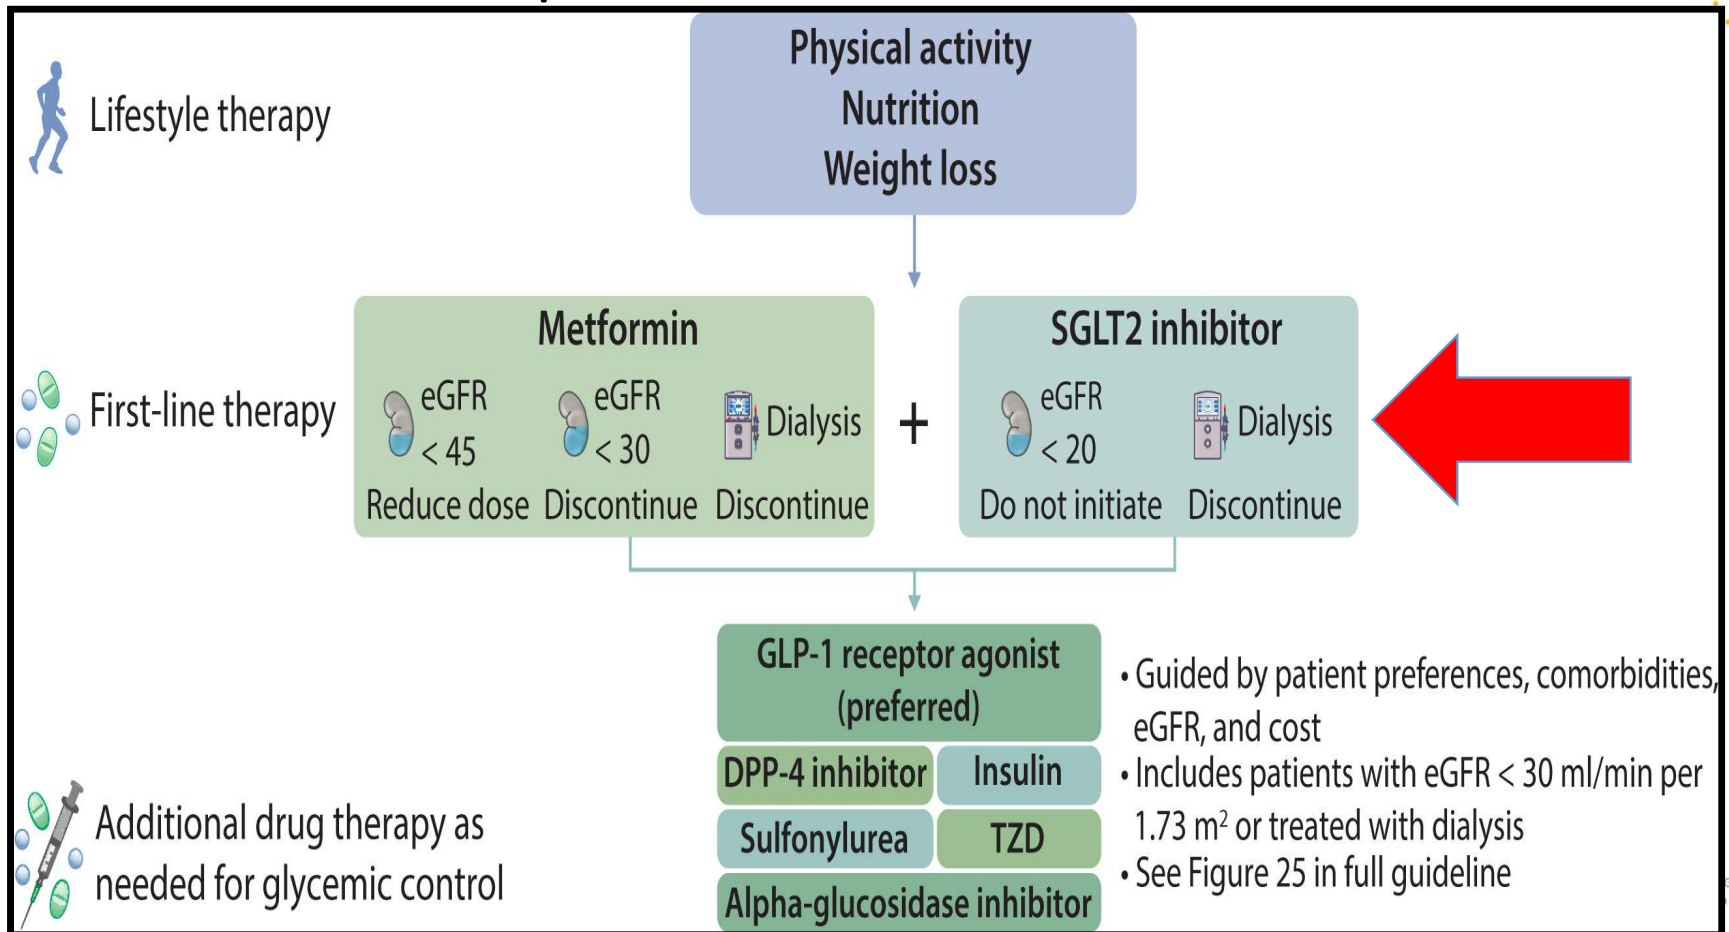 Physical activity
Nutrition
Weight loss
Lifestyle therapy
Metformin
eGFR
< 45
Reduce dose
eGFR
< 30
Discontinue
Dialysis
Discontinue
+
SGLT2 inhibitor
eGFR
< 20
Do not initiate
Dialysis
Discontinue
First-line therapy
GLP-1 receptor agonist
(preferred)
DPP-4 inhibitor
Insulin
Sulfonylurea
TZD
Alpha-glucosidase inhibitor
• Guided by patient preferences, comorbidities,
eGFR, and cost
• Includes patients with eGFR < 30 ml/min per
1.73 m² or treated with dialysis
• See Figure 25 in full guideline
Additional drug therapy as
needed for glycemic control